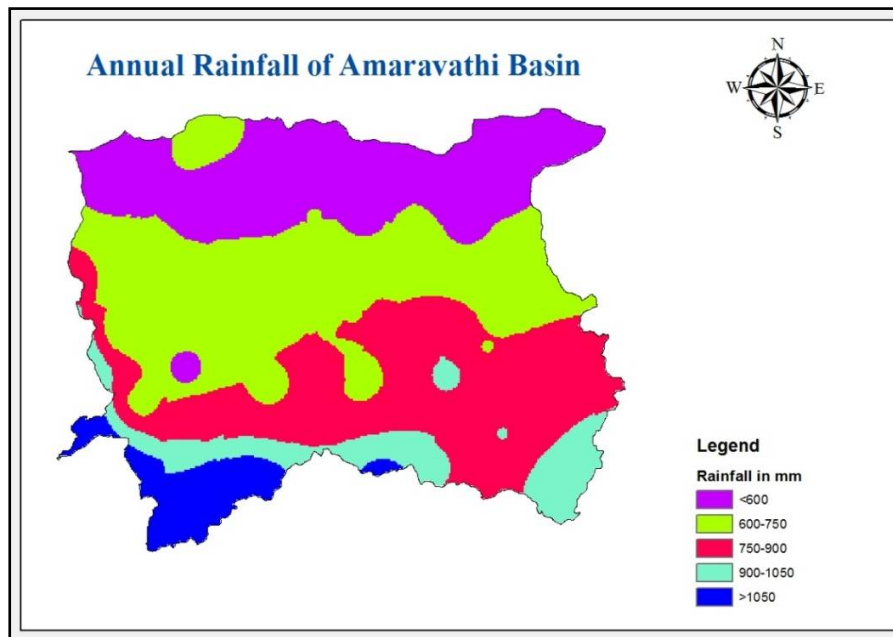 Annual Rainfall of Amaravathi Basin
N
W E
S
Legend
Rainfall in mm
<600
600-750
750-900
900-1050
>1050